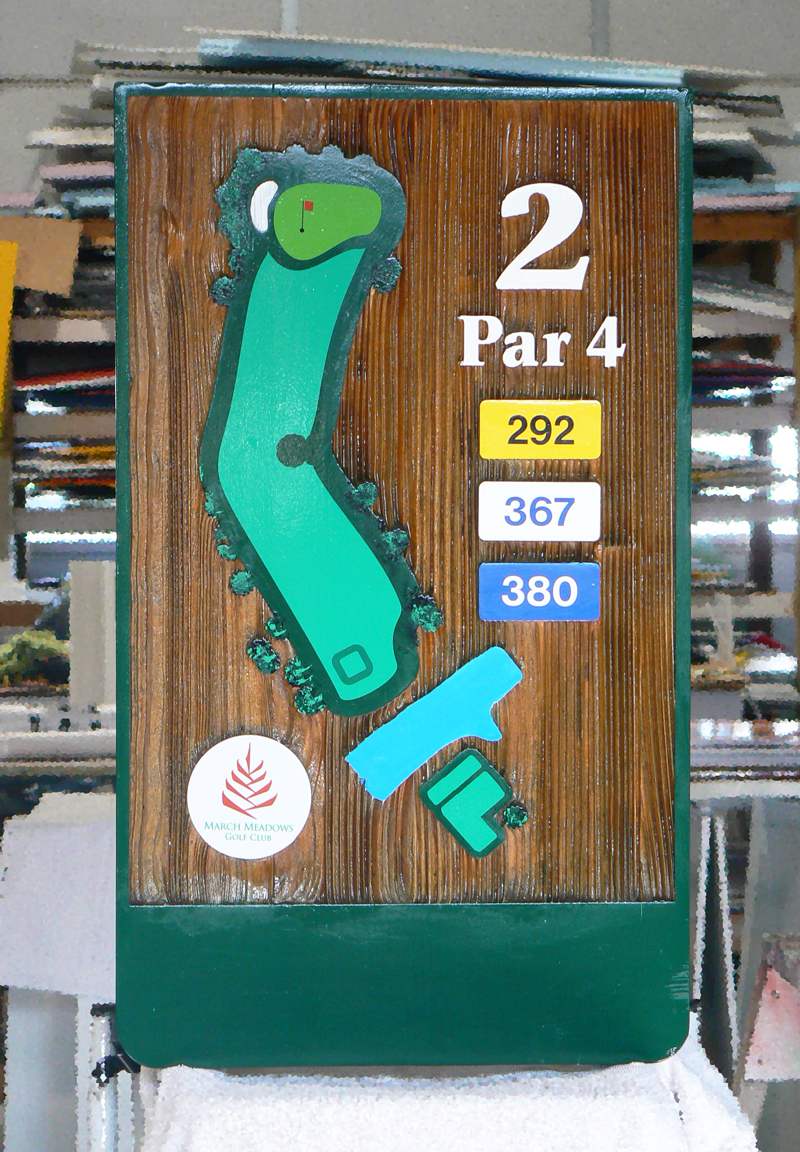 2
Par 4
292
367
380
MARCH MEADOWS
GOLF CLUB